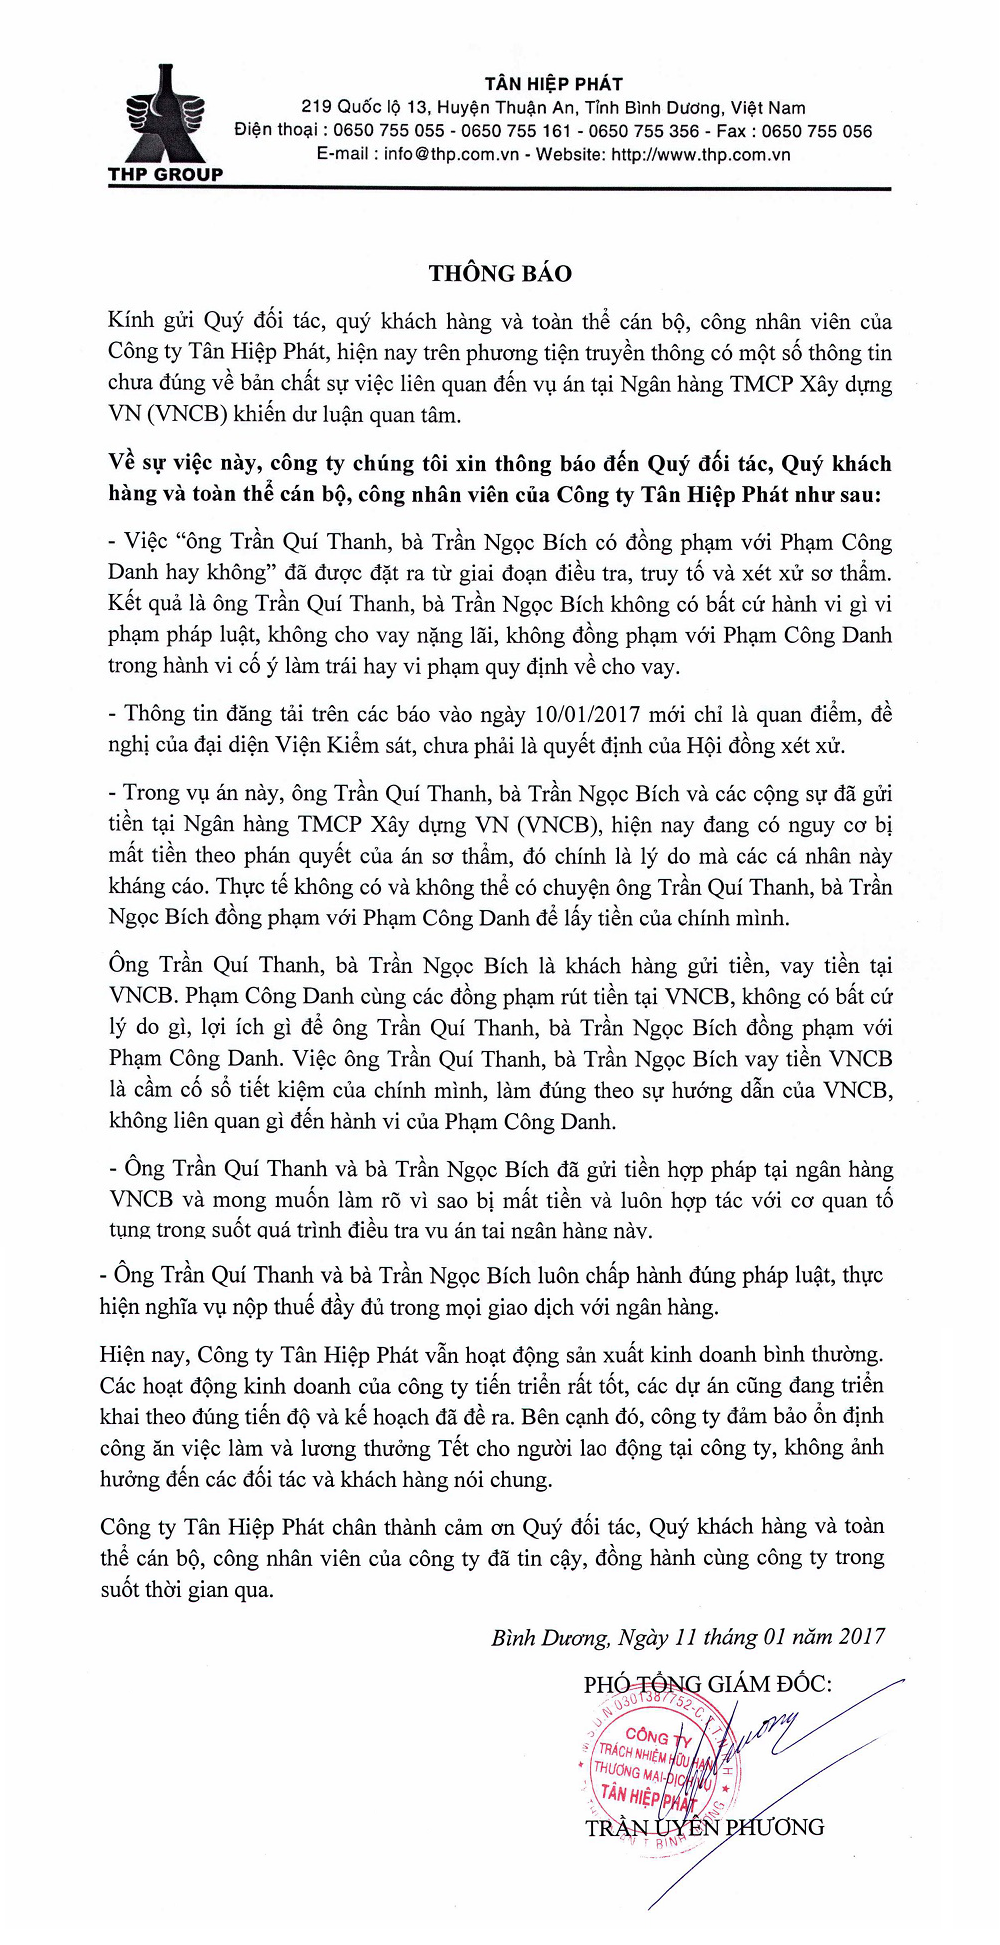 TÂN HIỆP PHÁT
219 Quốc lộ 13, Huyện Thuận An, Tỉnh Bình Dương, Việt Nam
Điện thoại : 0650 755 055 - 0650 755 161 - 0650 755 356 - Fax : 0650 755 056
E-mail : info@thp.com.vn - Website: http://www.thp.com.vn
THP GROUP
THÔNG BÁO
Kính gửi Quý đối tác, quý khách hàng và toàn thể cán bộ, công nhân viên của
Công ty Tân Hiệp Phát, hiện nay trên phương tiện truyền thông có một số thông tin
chưa đúng về bản chất sự việc liên quan đến vụ án tại Ngân hàng TMCP Xây dựng
VN (VNCB) khiến dư luận quan tâm.
Về sự việc này, công ty chúng tôi xin thông báo đến Quý đối tác, Quý khách
hàng và toàn thể cán bộ, công nhân viên của Công ty Tân Hiệp Phát như sau:
- Việc “ông Trần Quí Thanh, bà Trần Ngọc Bích có đồng phạm với Phạm Công
Danh hay không” đã được đặt ra từ giai đoạn điều tra, truy tố và xét xử sơ thẩm.
Kết quả là ông Trần Quí Thanh, bà Trần Ngọc Bích không có bất cứ hành vi gì vi
phạm pháp luật, không cho vay nặng lãi, không đồng phạm với Phạm Công Danh
trong hành vi cố ý làm trái hay vi phạm quy định về cho vay.
- Thông tin đăng tải trên các báo vào ngày 10/01/2017 mới chỉ là quan điểm, đề
nghị của đại diện Viện Kiểm sát, chưa phải là quyết định của Hội đồng xét xử.
- Trong vụ án này, ông Trần Quí Thanh, bà Trần Ngọc Bích và các cộng sự đã gửi
tiền tại Ngân hàng TMCP Xây dựng VN (VNCB), hiện nay đang có nguy cơ bị
mất tiền theo phán quyết của án sơ thẩm, đó chính là lý do mà các cá nhân này
kháng cáo. Thực tế không có và không thể có chuyện ông Trần Quí Thanh, bà Trần
Ngọc Bích đồng phạm với Phạm Công Danh để lấy tiền của chính mình.
Ông Trần Quí Thanh, bà Trần Ngọc Bích là khách hàng gửi tiền, vay tiền tại
VNCB. Phạm Công Danh cùng các đồng phạm rút tiền tại VNCB, không có bất cứ
lý do gì, lợi ích gì để ông Trần Quí Thanh, bà Trần Ngọc Bích đồng phạm với
Phạm Công Danh. Việc ông Trần Quí Thanh, bà Trần Ngọc Bích vay tiền VNCB
là cầm cố sổ tiết kiệm của chính mình, làm đúng theo sự hướng dẫn của VNCB,
không liên quan gì đến hành vi của Phạm Công Danh.
- Ông Trần Quí Thanh và bà Trần Ngọc Bích đã gửi tiền hợp pháp tại ngân hàng
VNCB và mong muốn làm rõ vì sao bị mất tiền và luôn hợp tác với cơ quan tố
tụng trong suốt quá trình điều tra vụ án tại ngân hàng này.
- Ông Trần Quí Thanh và bà Trần Ngọc Bích luôn chấp hành đúng pháp luật, thực
hiện nghĩa vụ nộp thuế đầy đủ trong mọi giao dịch với ngân hàng.
Hiện nay, Công ty Tân Hiệp Phát vẫn hoạt động sản xuất kinh doanh bình thường.
Các hoạt động kinh doanh của công ty tiến triển rất tốt, các dự án cũng đang triển
khai theo đúng tiến độ và kế hoạch đã đề ra. Bên cạnh đó, công ty đảm bảo ổn định
công ăn việc làm và lương thưởng Tết cho người lao động tại công ty, không ảnh
hưởng đến các đối tác và khách hàng nói chung.
Công ty Tân Hiệp Phát chân thành cảm ơn Quý đối tác, Quý khách hàng và toàn
thể cán bộ, công nhân viên của công ty đã tin cậy, đồng hành cùng công ty trong
suốt thời gian qua.
Bình Dương, Ngày 11 tháng 01 năm 2017
PHÓ TỔNG GIÁM ĐỐC:
M.S.D.N 0301387752-C.T.T.N.H.H
CÔNG TY
TRÁCH NHIỆM HỮU HẠN
THƯƠNG MẠI-DỊCH VỤ
TÂN HIỆP PHÁT
T BÌNH DƯƠNG
TRẦN UYÊN PHƯƠNG